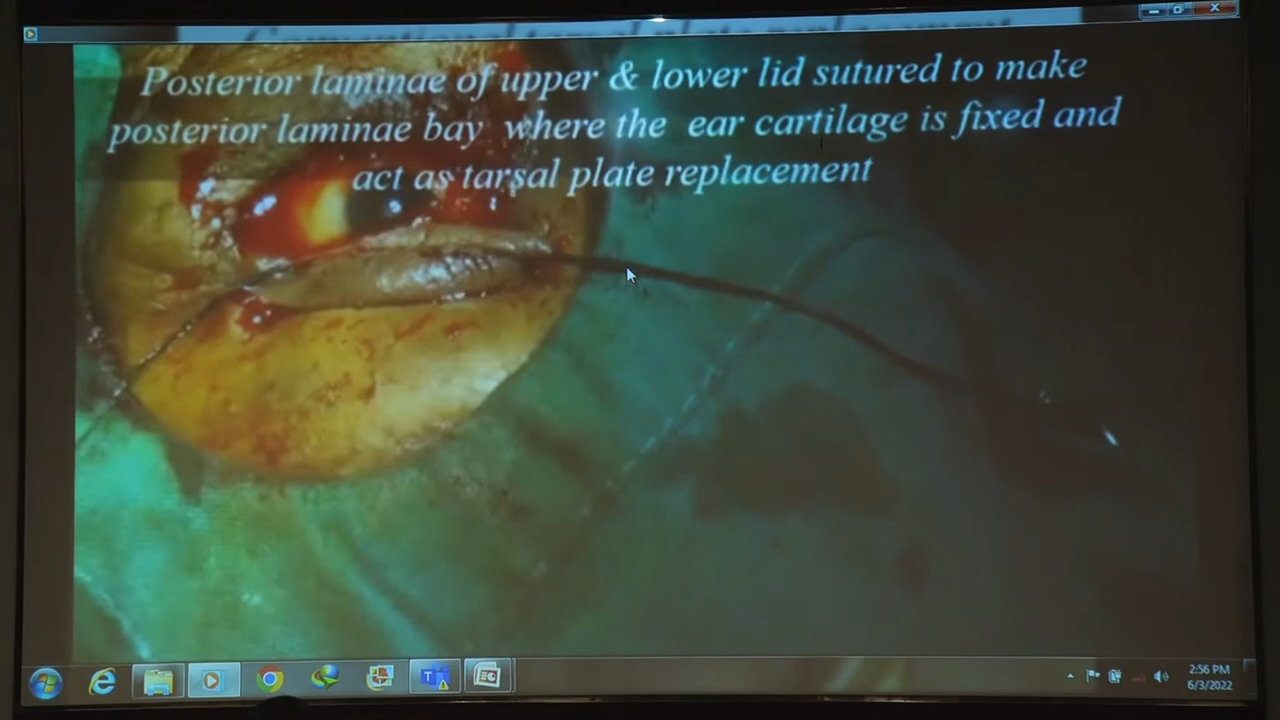 Posterior laminae of upper & lower lid sutured to make
posterior laminae bay where the ear cartilage is fixed and
act as tarsal plate replacement
2:56 PM
6/3/2022